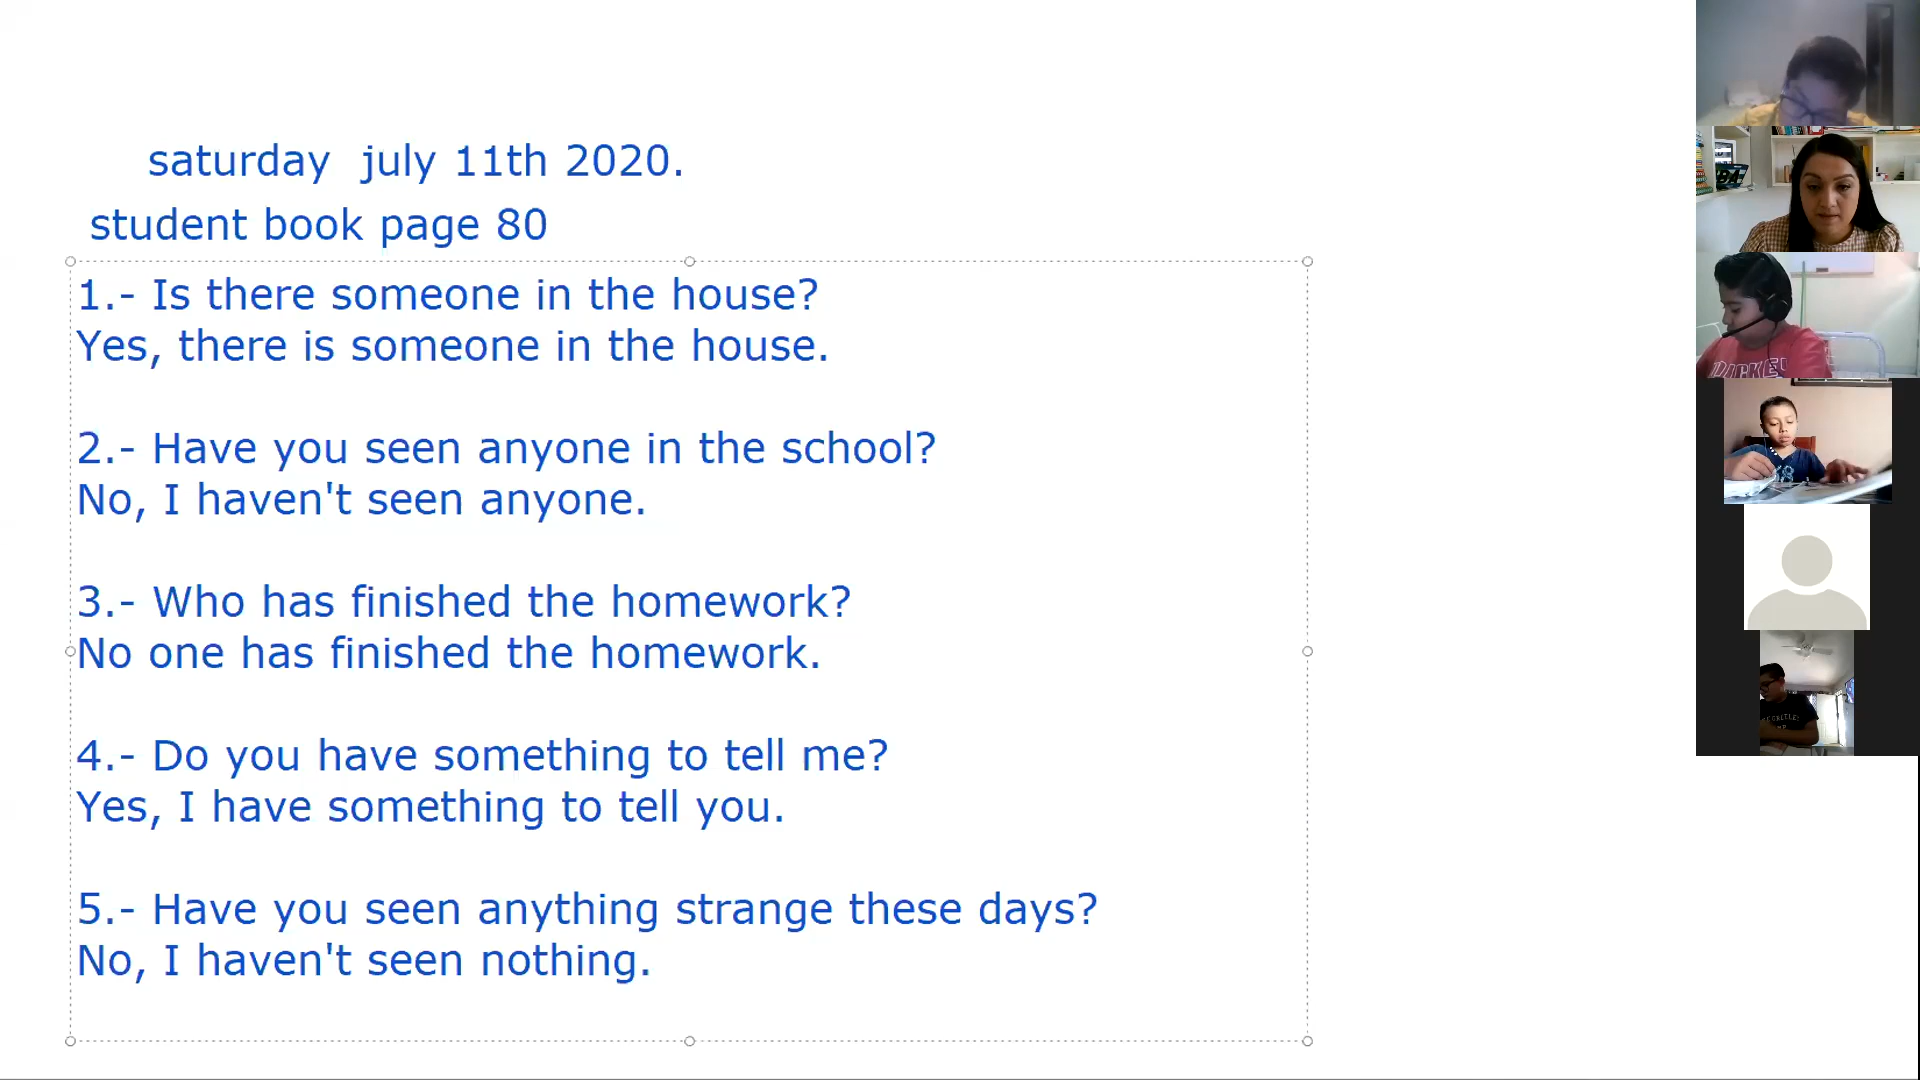 saturday july 11th 2020.
student book page 80
1.- Is there someone in the house?
Yes, there is someone in the house.
2.- Have you seen anyone in the school?
No, I haven't seen anyone.
3.- Who has finished the homework?
No one has finished the homework.
4.- Do you have something to tell me?
Yes, I have something to tell you.
5.- Have you seen anything strange these days?
No, I haven't seen nothing.